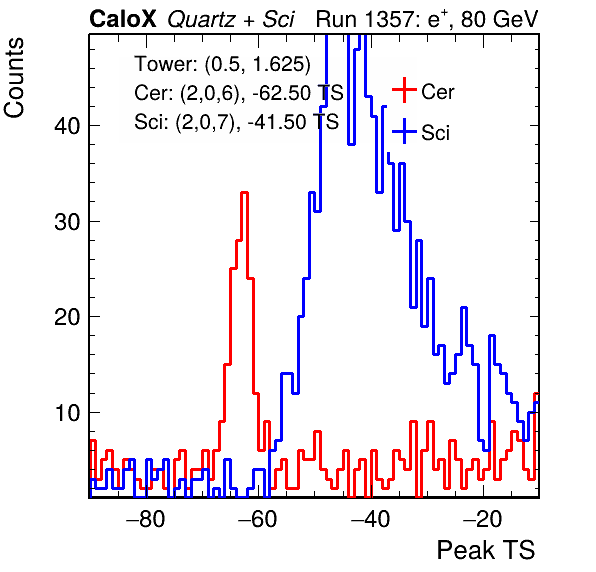 CaloX Quartz + Sci Run 1357: e+, 80 GeV
Counts
Tower: (0.5, 1.625)
Cer: (2,0,6), -62.50 TS
Sci: (2,0,7), -41.50 TS
Cer
Sci
40
30
20
10
−80 −60 −40 −20
Peak TS